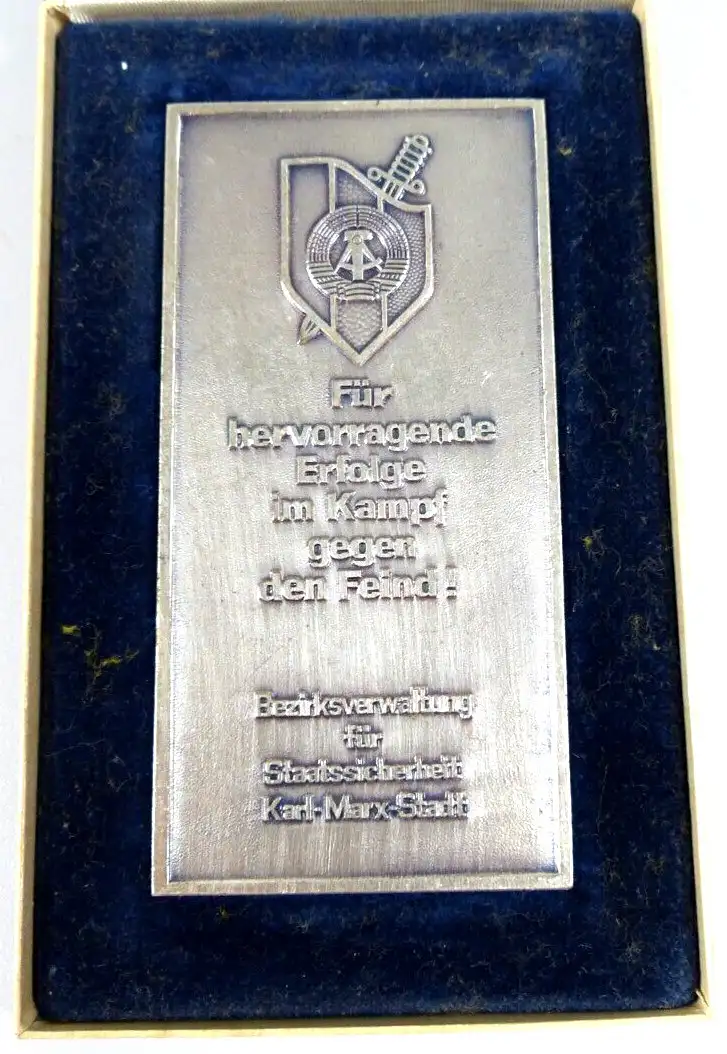 Für
hervorragende
Erfolge
im Kampf
gegen
den Feind!
Bezirksverwaltung
für
Staatssicherheit
Karl-Marx-Stadt